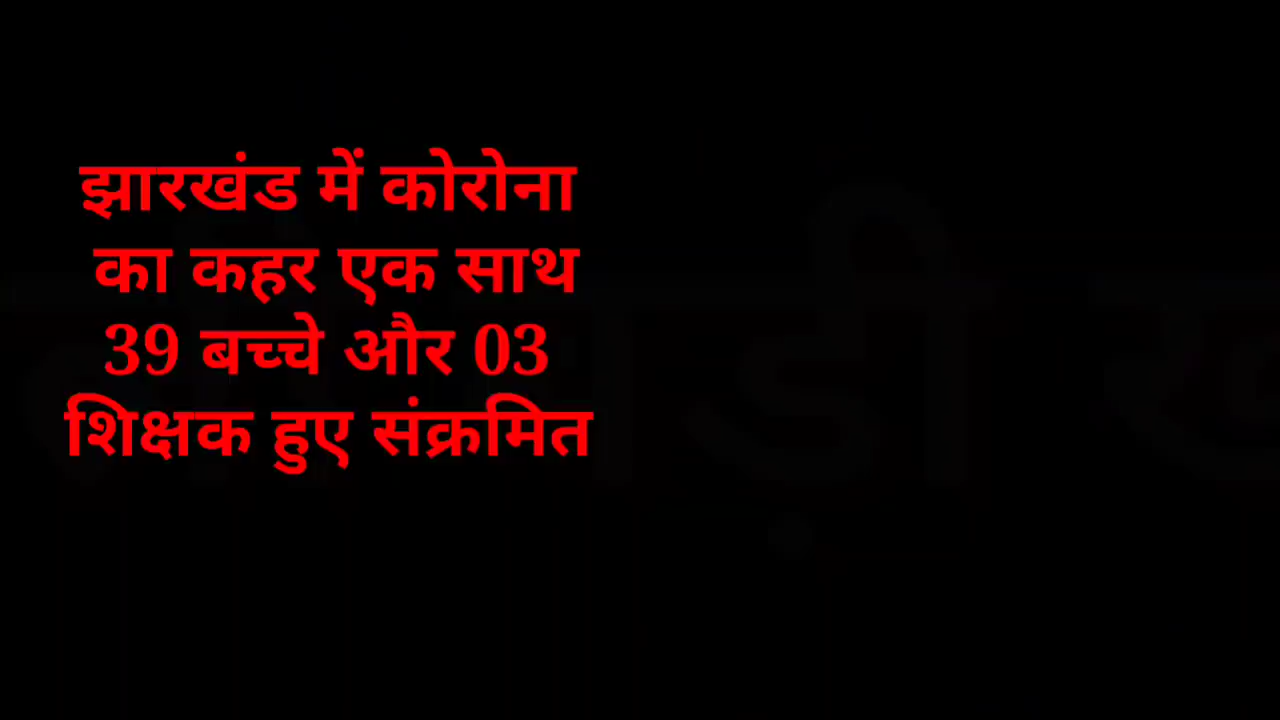 झारखंड में कोरोना
का कहर एक साथ
39 बच्चे और 03
शिक्षक हुए संक्रमित